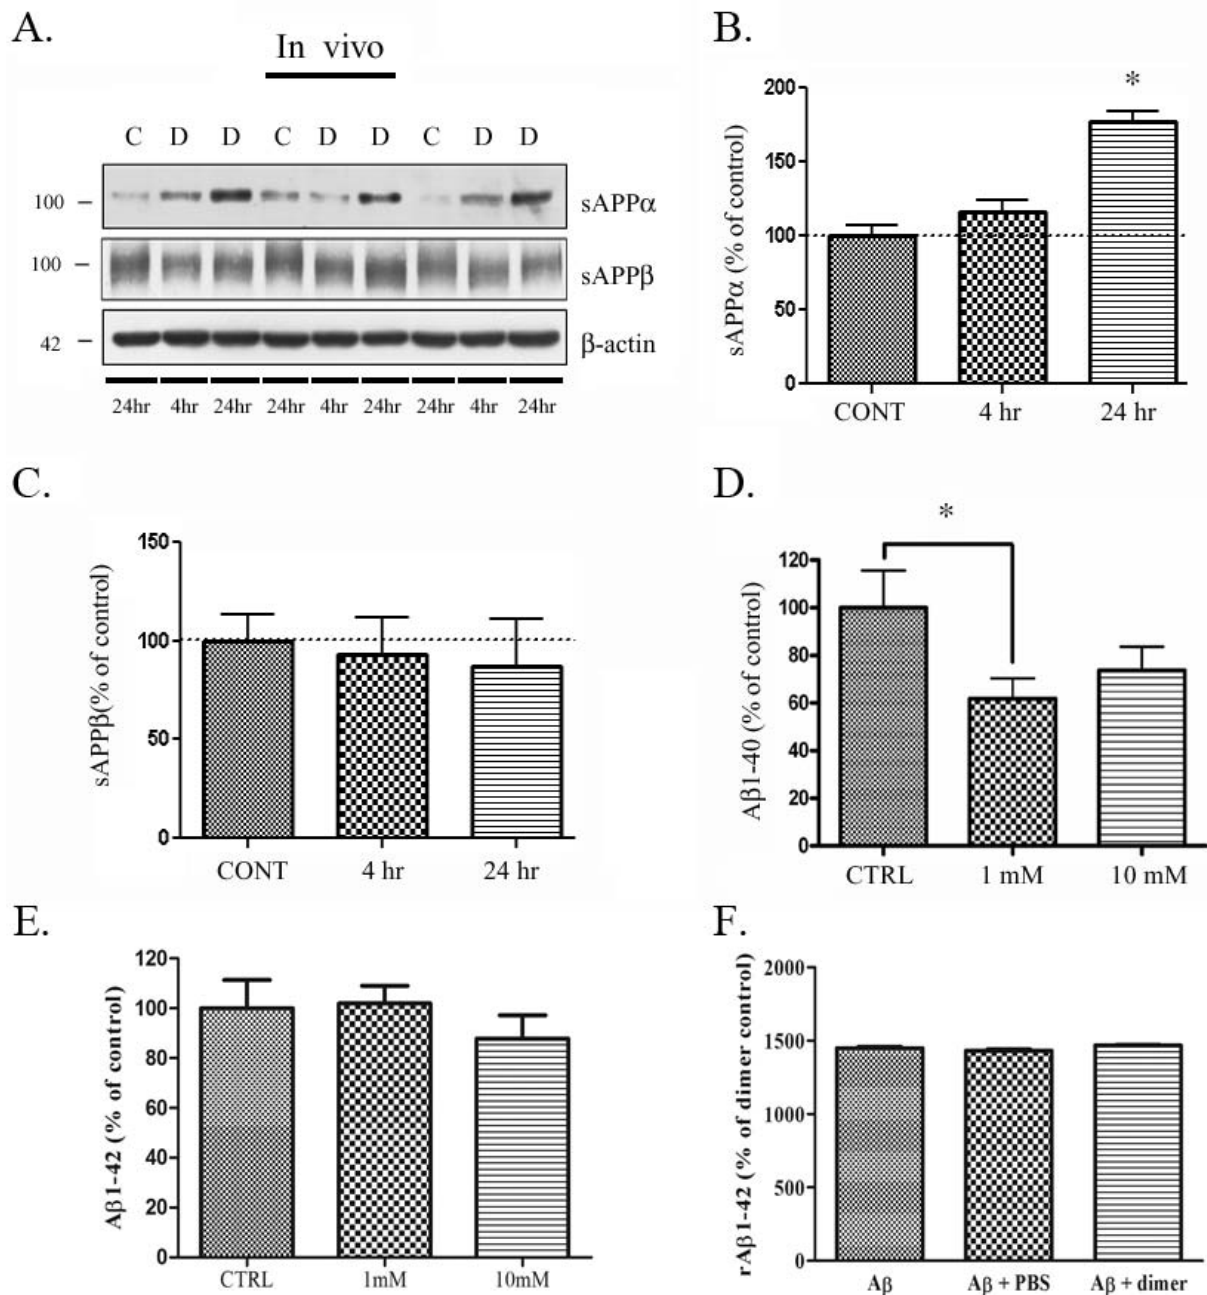 A.
In vivo
C D D C D D C D D
100 sAPPα
100 sAPPβ
42 β-actin
24hr 4hr 24hr 24hr 4hr 24hr 24hr 4hr 24hr
B.
*
sAPPα (% of control)
200
150
100
50
0
CONT 4 hr 24 hr
C.
sAPPβ(% of control)
150
100
50
0
CONT 4 hr 24 hr
D.
*
Aβ1-40 (% of control)
120
100
80
60
40
20
0
CTRL 1 mM 10 mM
E.
Aβ1-42 (% of control)
120
100
80
60
40
20
0
CTRL 1mM 10mM
F.
rAβ1-42 (% of dimer control)
2000
1500
1000
500
0
Aβ Aβ + PBS Aβ + dimer